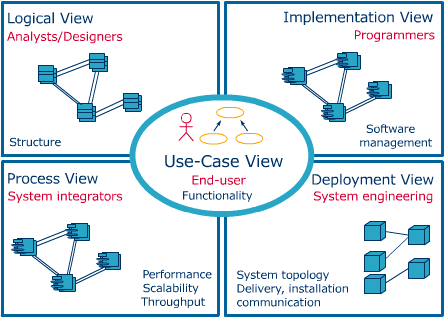 Logical View
Analysts/Designers
Structure
Implementation View
Programmers
Software
management
Use-Case View
End-user
Functionality
Process View
System integrators
Performance
Scalability
Throughput
Deployment View
System engineering
System topology
Delivery, installation
communication